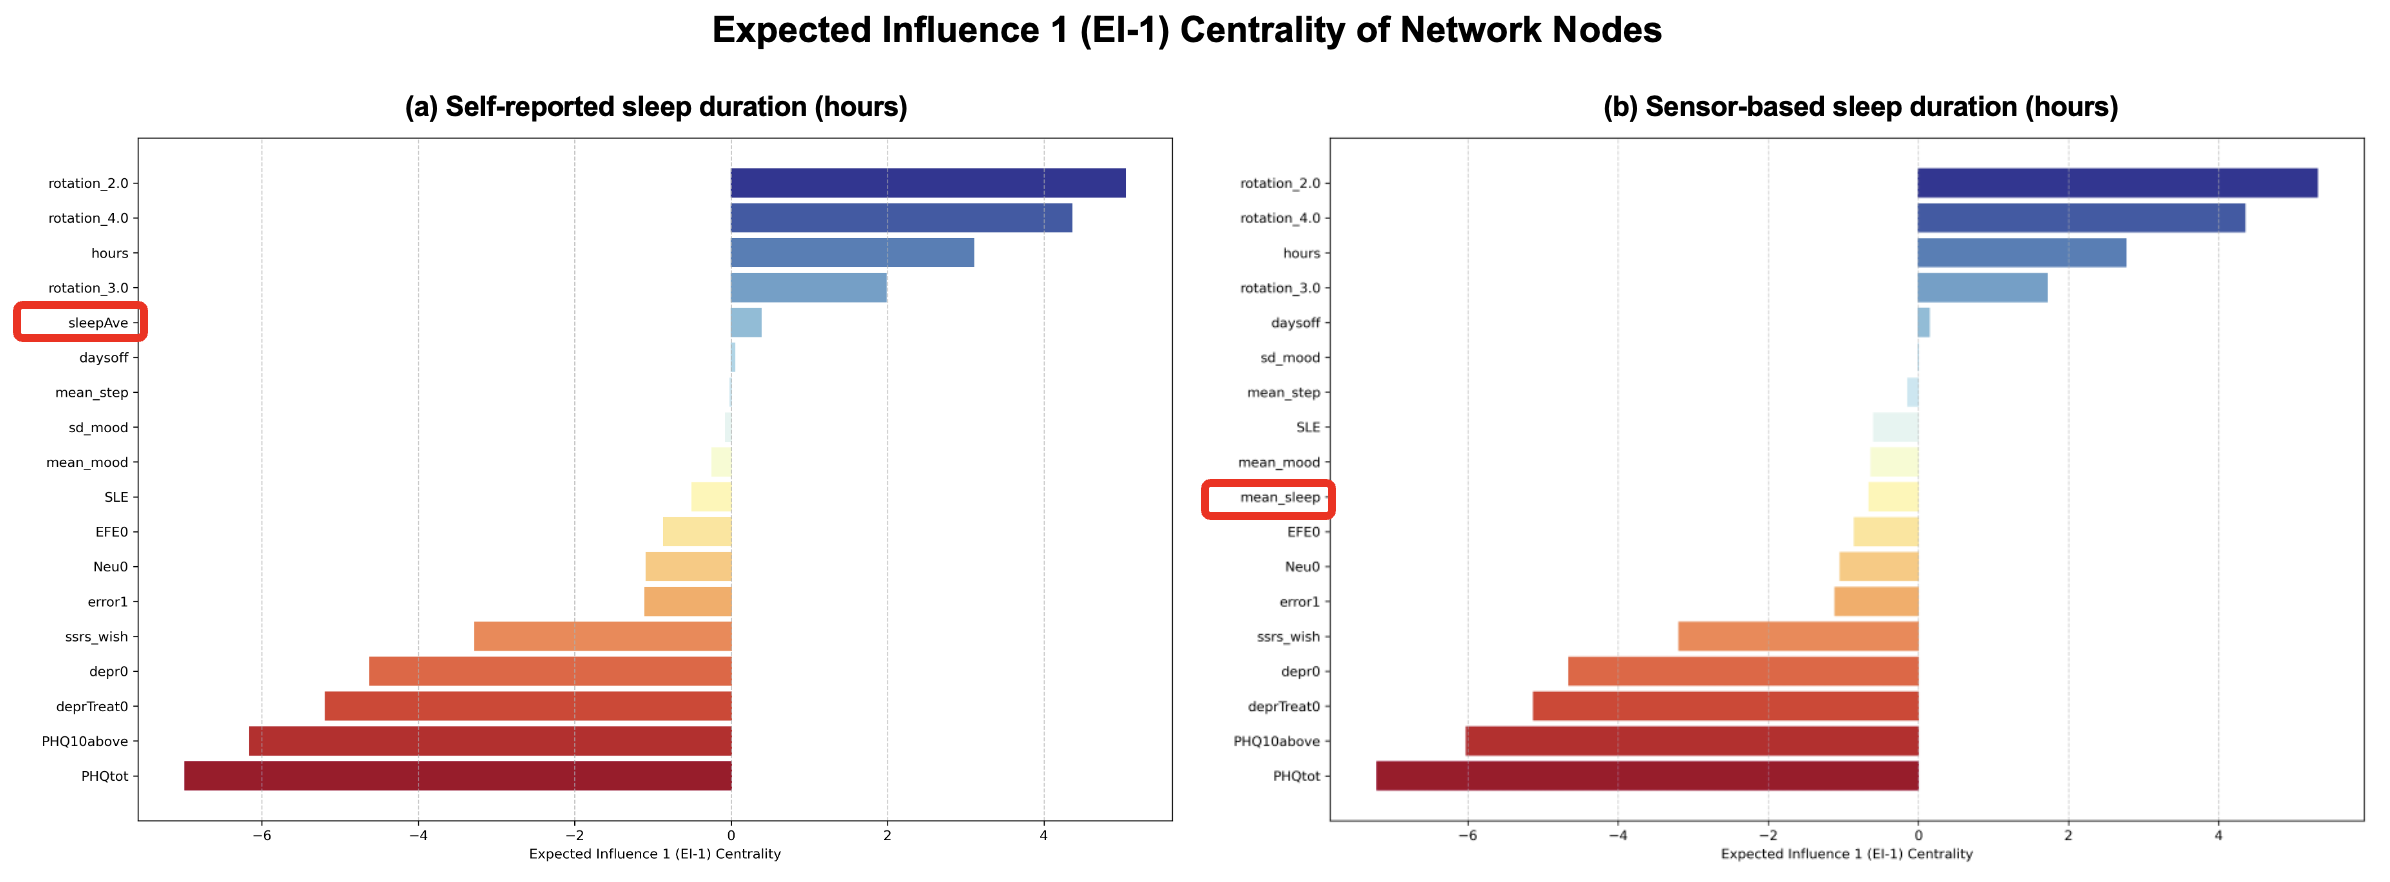 Expected Influence 1 (EI-1) Centrality of Network Nodes
(a) Self-reported sleep duration (hours)
rotation_2.0
rotation_4.0
hours
rotation_3.0
sleepAve
daysoff
mean_step
sd_mood
mean_mood
SLE
EFE0
Neu0
error1
ssrs_wish
depr0
deprTreat0
PHQ10above
PHQtot
−6 −4 −2 0 2 4
Expected Influence 1 (EI-1) Centrality
(b) Sensor-based sleep duration (hours)
rotation_2.0
rotation_4.0
hours
rotation_3.0
daysoff
sd_mood
mean_step
SLE
mean_mood
mean_sleep
EFE0
Neu0
error1
ssrs_wish
depr0
deprTreat0
PHQ10above
PHQtot
−6 −4 −2 0 2 4
Expected Influence 1 (EI-1) Centrality